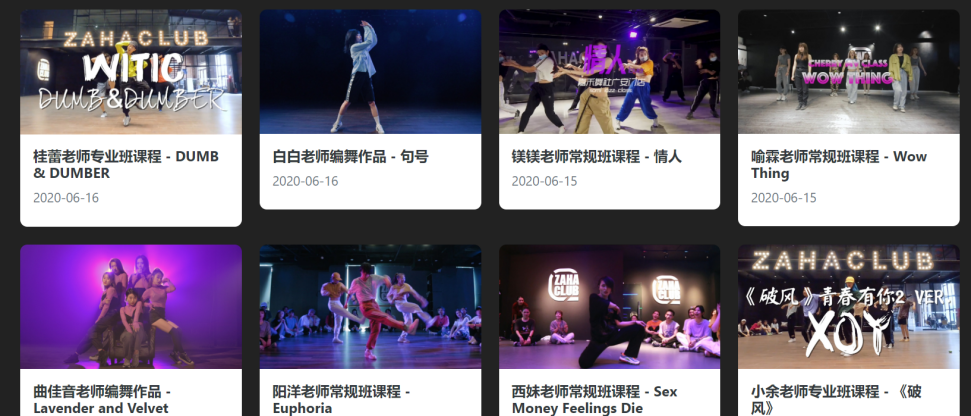 ZAHACLUB
WITIC
DUMB&DUMBER
桂蕾老师专业班课程 - DUMB
& DUMBER
2020-06-16
白白老师编舞作品 - 句号
2020-06-16
情人
镁镁老师常规班课程 - 情人
2020-06-15
WOW THING
喻霖老师常规班课程 - Wow
Thing
2020-06-15
曲佳音老师编舞作品 -
Lavender and Velvet
阳洋老师常规班课程 -
Euphoria
ZAHA
CLUB
ZAHA
CLUB
西妹老师常规班课程 - Sex
Money Feelings Die
ZAHACLUB
《破风》青春有你2 VER
XOY
小余老师专业班课程 - 《破
风》